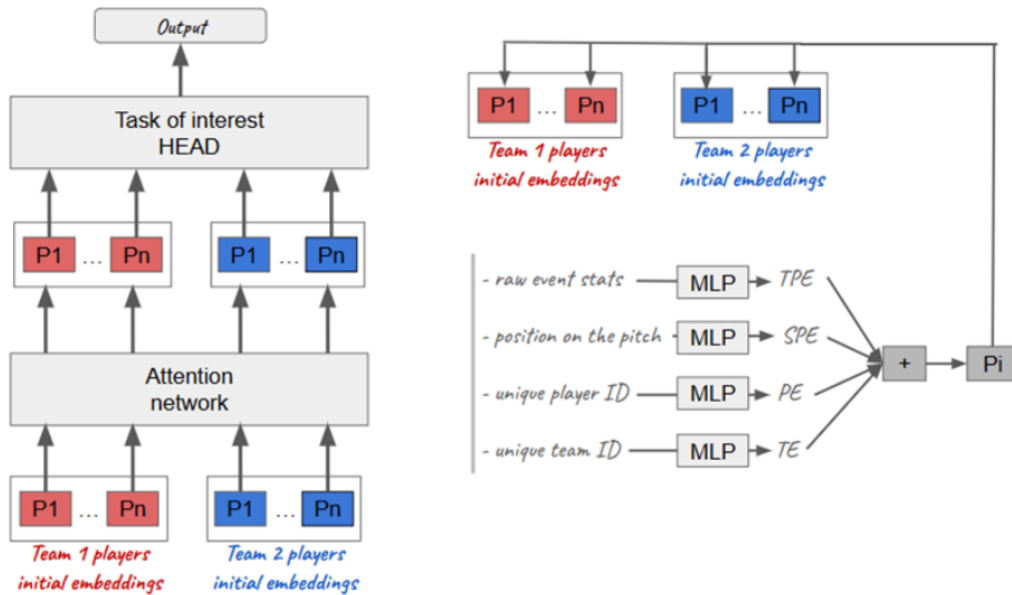 Output
Task of interest
HEAD
P1 ... Pn P1 ... Pn
Attention
network
P1 ... Pn P1 ... Pn
Team 1 players
initial embeddings
Team 2 players
initial embeddings
P1 ... Pn P1 ... Pn
Team 1 players
initial embeddings
Team 2 players
initial embeddings
- raw event stats MLP TPE
- position on the pitch MLP SPE
- unique player ID MLP PE
- unique team ID MLP TE
+ Pi